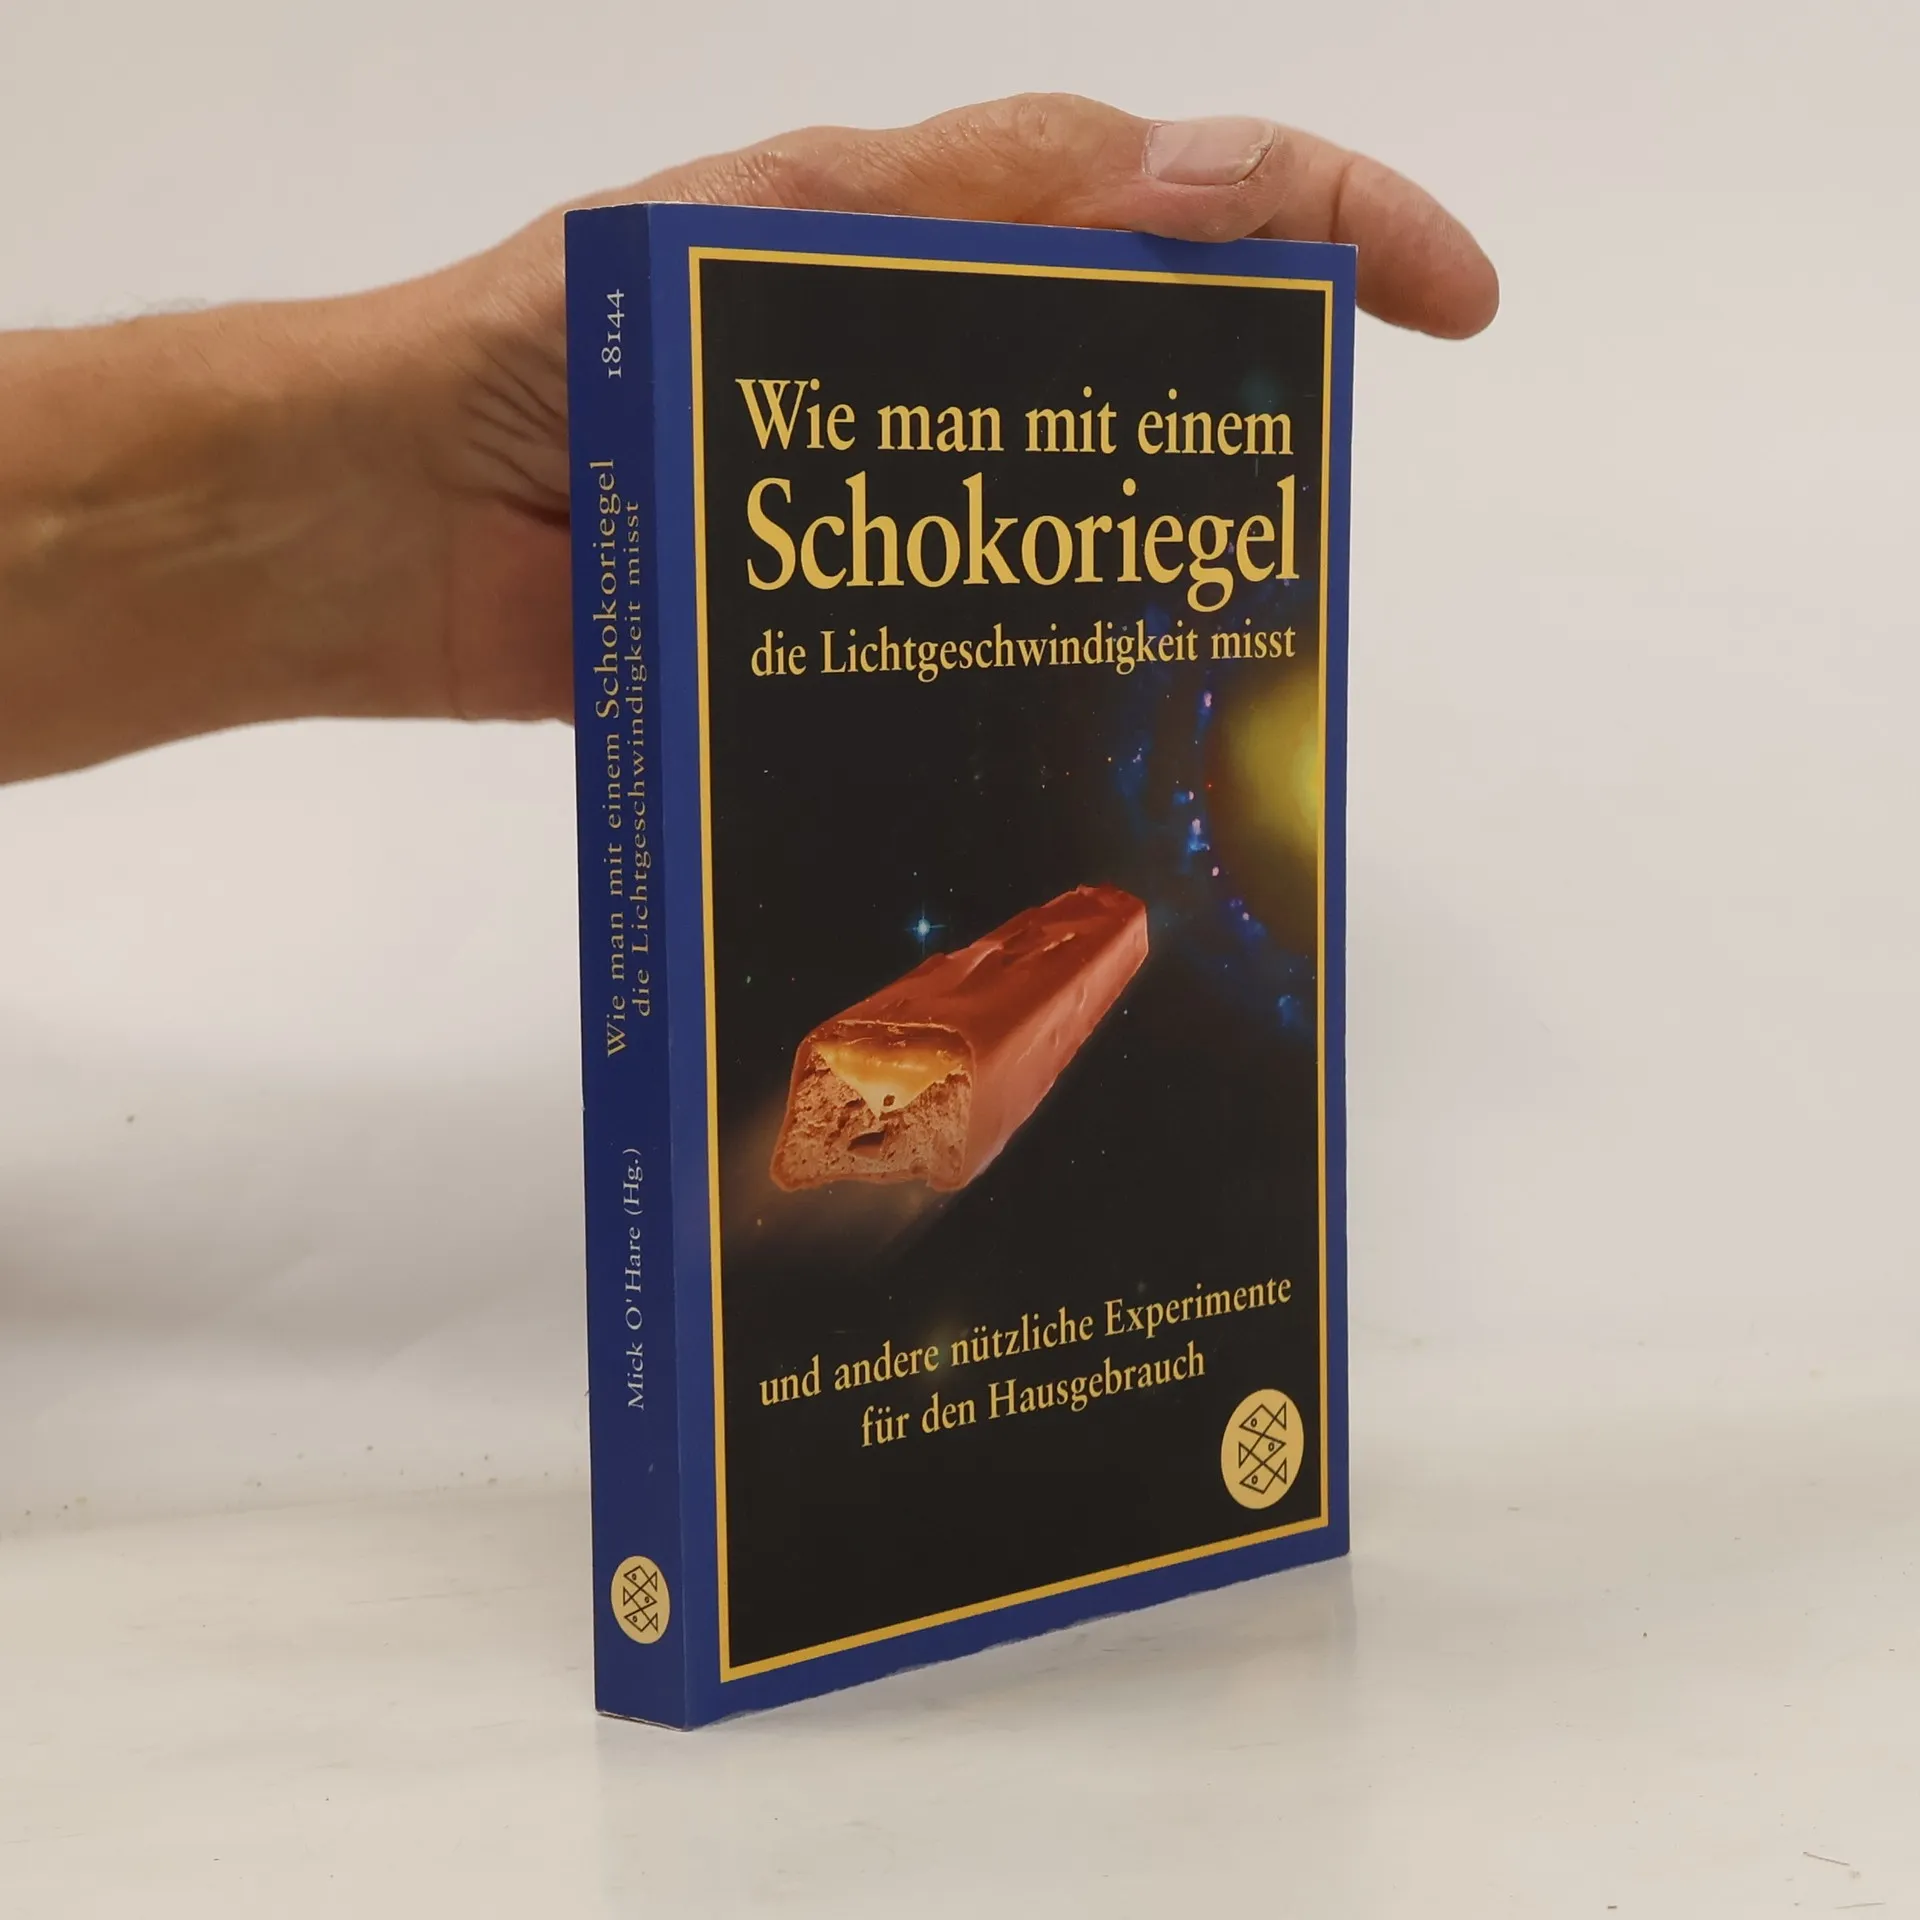 Wie man mit einem
Schokoriegel
die Lichtgeschwindigkeit misst
und andere nützliche Experimente
für den Hausgebrauch
Mick O'Hare (Hg.)
Wie man mit einem Schokoriegel
die Lichtgeschwindigkeit misst
18144